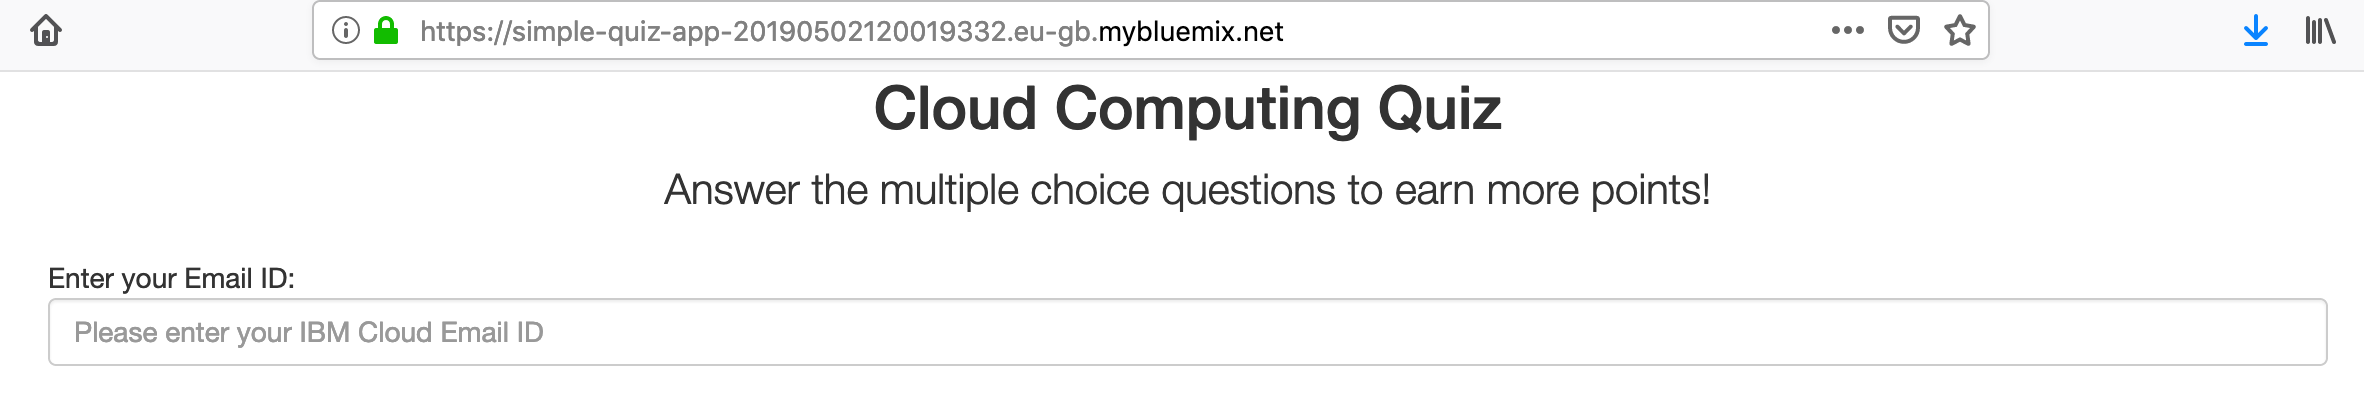 https://simple-quiz-app-20190502120019332.eu-gb.mybluemix.net
Cloud Computing Quiz
Answer the multiple choice questions to earn more points!
Enter your Email ID:
Please enter your IBM Cloud Email ID